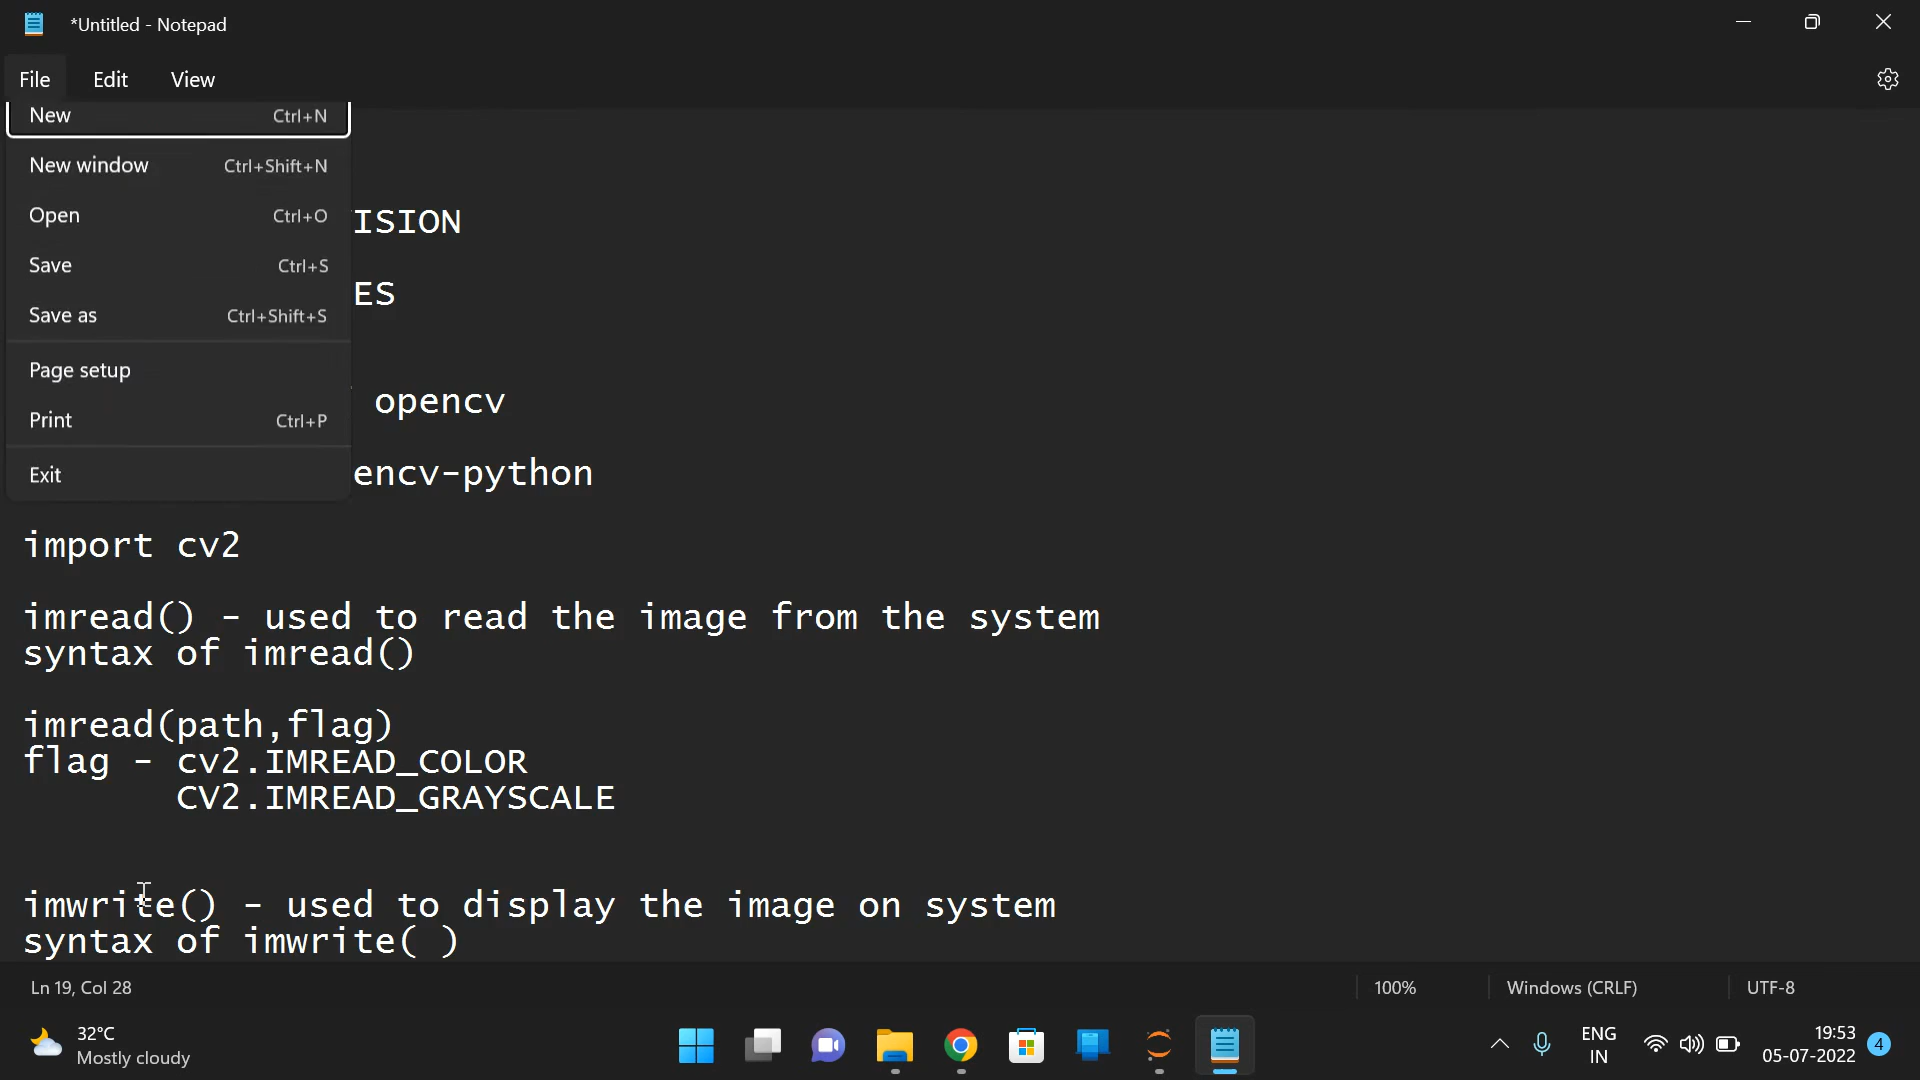 *Untitled - Notepad
File Edit View
New Ctrl+N
New window Ctrl+Shift+N
Open Ctrl+O
Save Ctrl+S
Save as Ctrl+Shift+S
Page setup
Print Ctrl+P
Exit
ISION
ES
opencv
encv-python
import cv2
imread() - used to read the image from the system
syntax of imread()
imread(path,flag)
flag - cv2.IMREAD_COLOR
CV2.IMREAD_GRAYSCALE
imwrite() - used to display the image on system
syntax of imwrite( )
Ln 19, Col 28 100% Windows (CRLF) UTF-8
32°C
Mostly cloudy
ENG
IN
19:53
05-07-2022
4